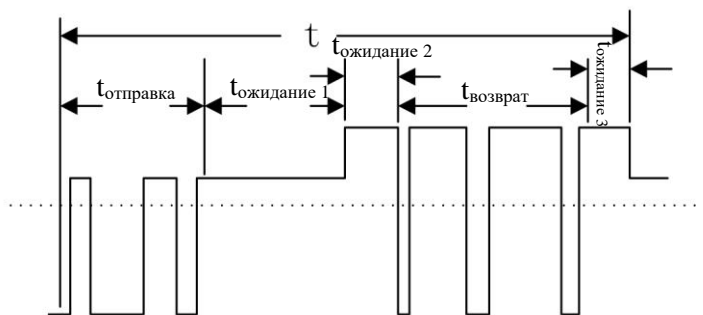 t
tожидание 2
tожидание 3
tотправка
tожидание 1
tвозврат